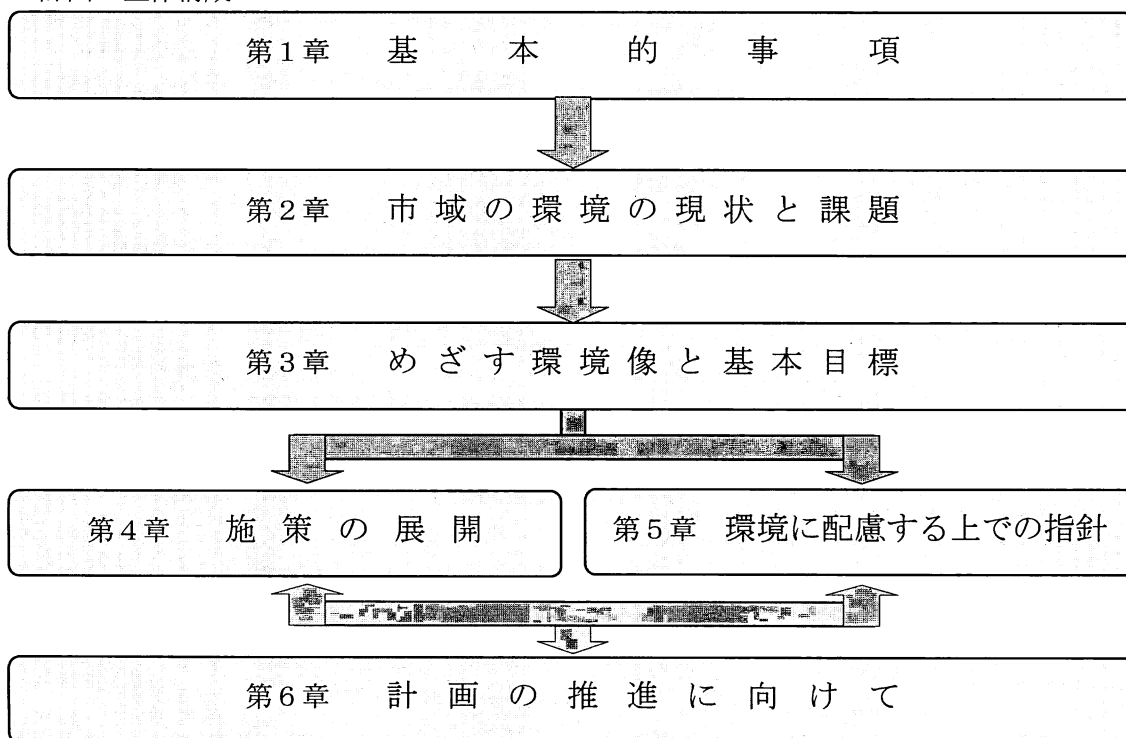 第1章 基本的事項
第2章 市域の環境の現状と課題
第3章 めざす環境像と基本目標
第4章 施策の展開
第5章 環境に配慮する上での指針
第6章 計画の推進に向けて